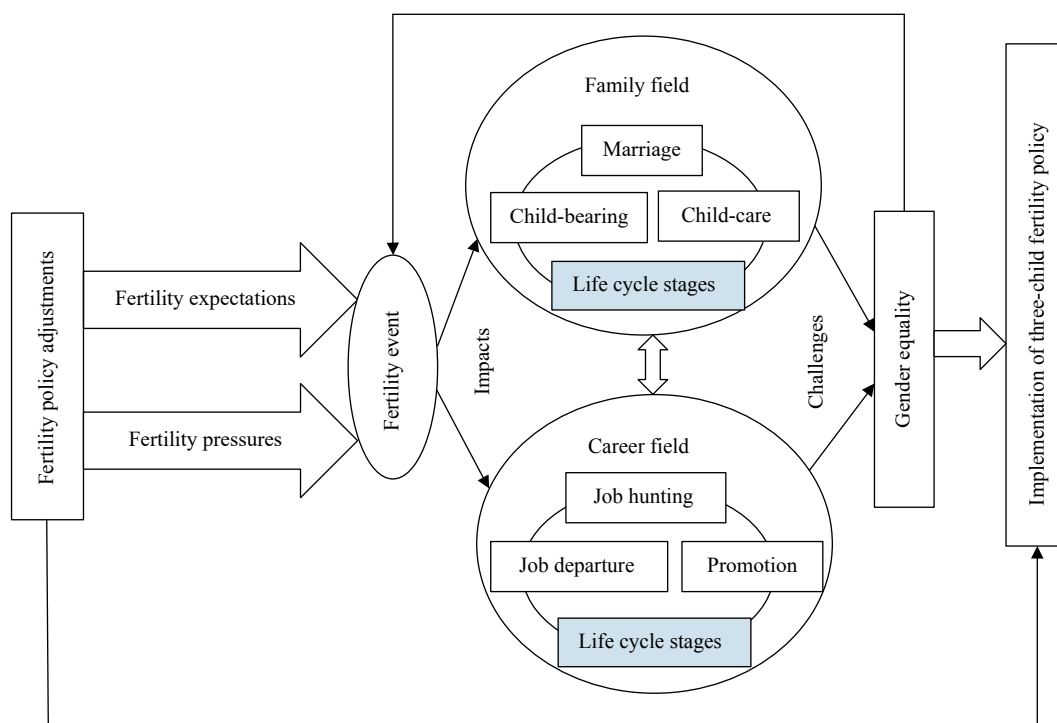 Fertility policy adjustments
Fertility expectations
Fertility pressures
Fertility event
Impacts
Family field
Marriage
Child-bearing
Child-care
Life cycle stages
Career field
Job hunting
Job departure
Promotion
Life cycle stages
Challenges
Gender equality
Implementation of three-child fertility policy